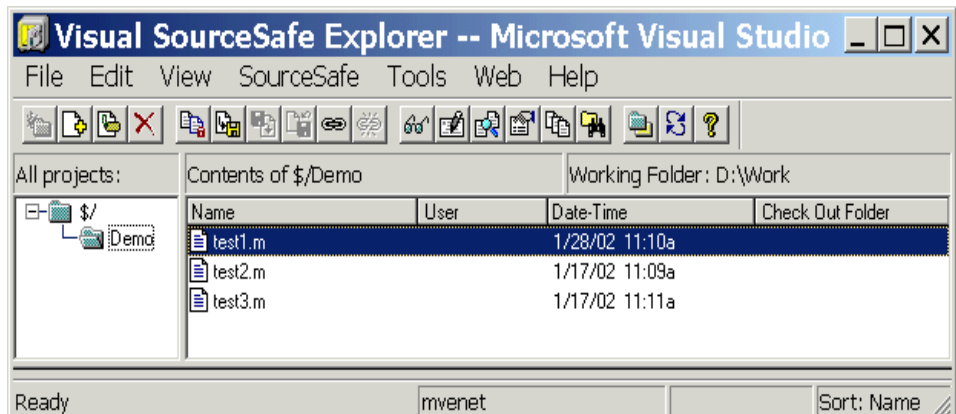 Visual SourceSafe Explorer -- Microsoft Visual Studio
File Edit View SourceSafe Tools Web Help
All projects: Contents of $/Demo Working Folder: D:\Work
$/ Name User Date-Time Check Out Folder
Demo test1.m 1/28/02 11:10a
test2.m 1/17/02 11:09a
test3.m 1/17/02 11:11a
Ready mvenet Sort: Name